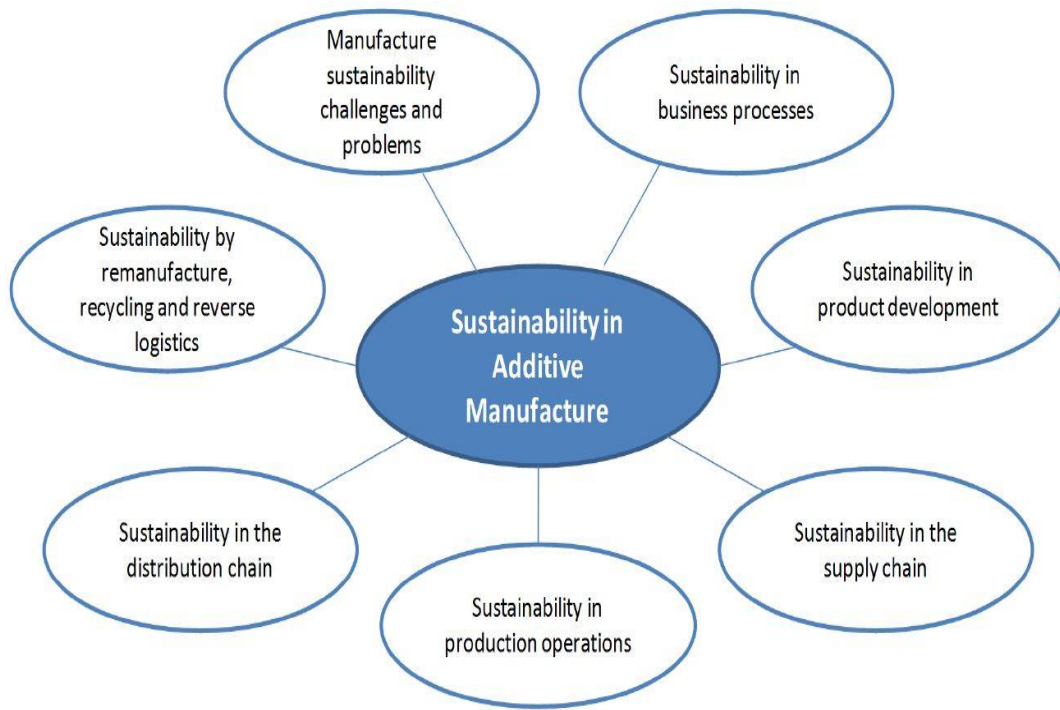 Manufacture
sustainability
challenges and
problems
Sustainability in
business processes
Sustainability by
remanufacture,
recycling and reverse
logistics
Sustainability in
product development
Sustainability in
Additive
Manufacture
Sustainability in the
distribution chain
Sustainability in
production operations
Sustainability in the
supply chain